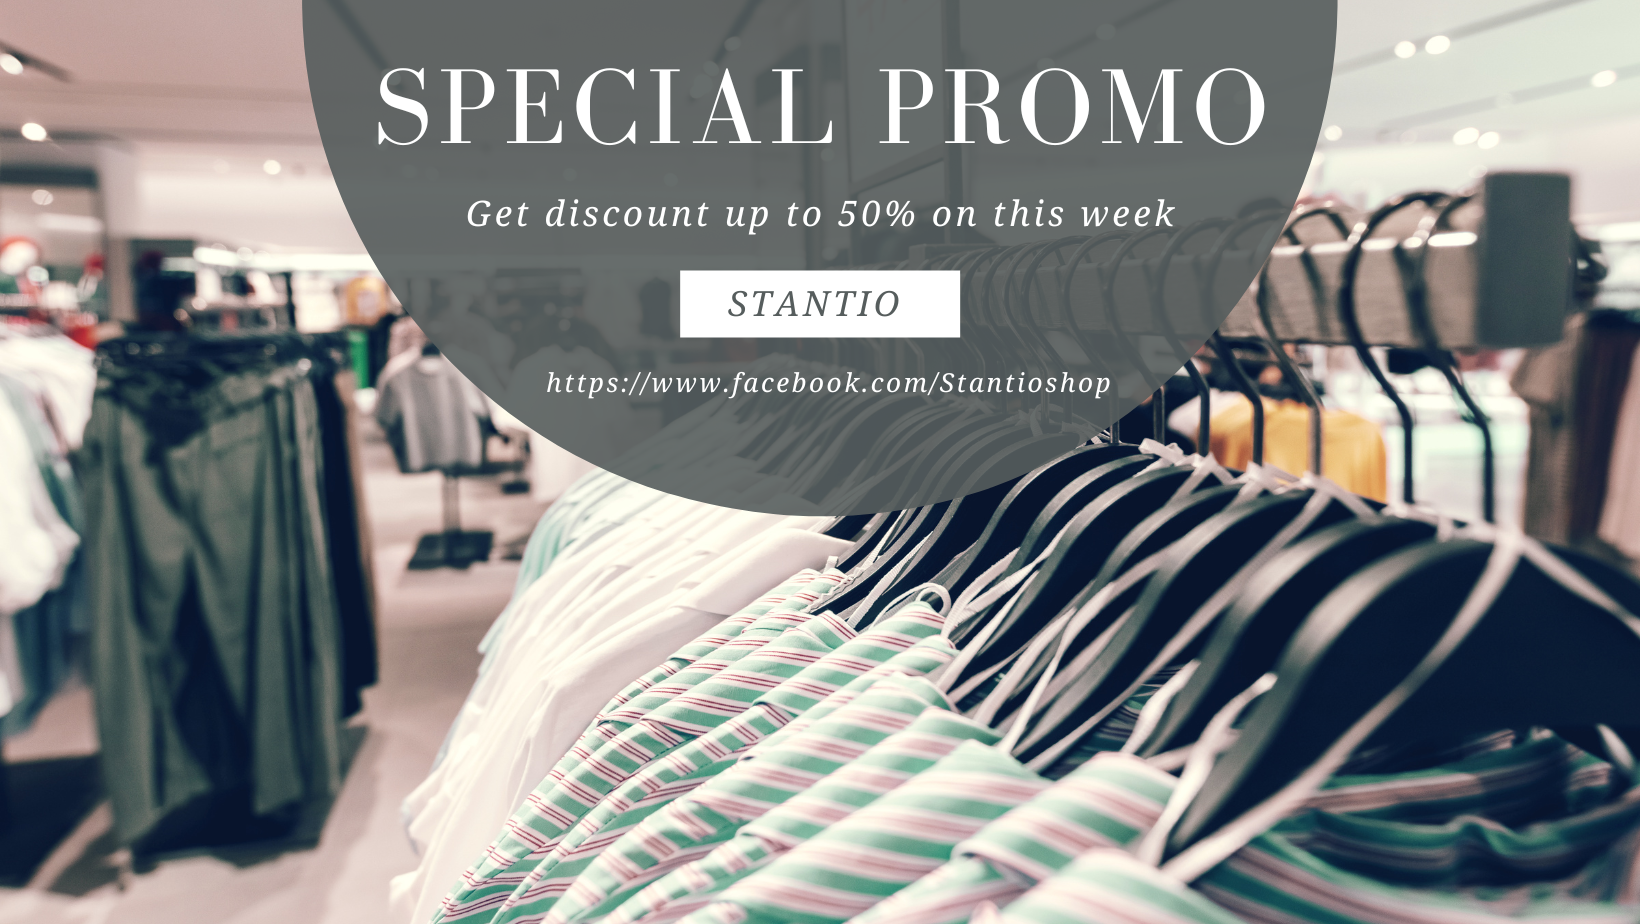 SPECIAL PROMO
Get discount up to 50% on this week
STANTIO
https://www.facebook.com/Stantioshop